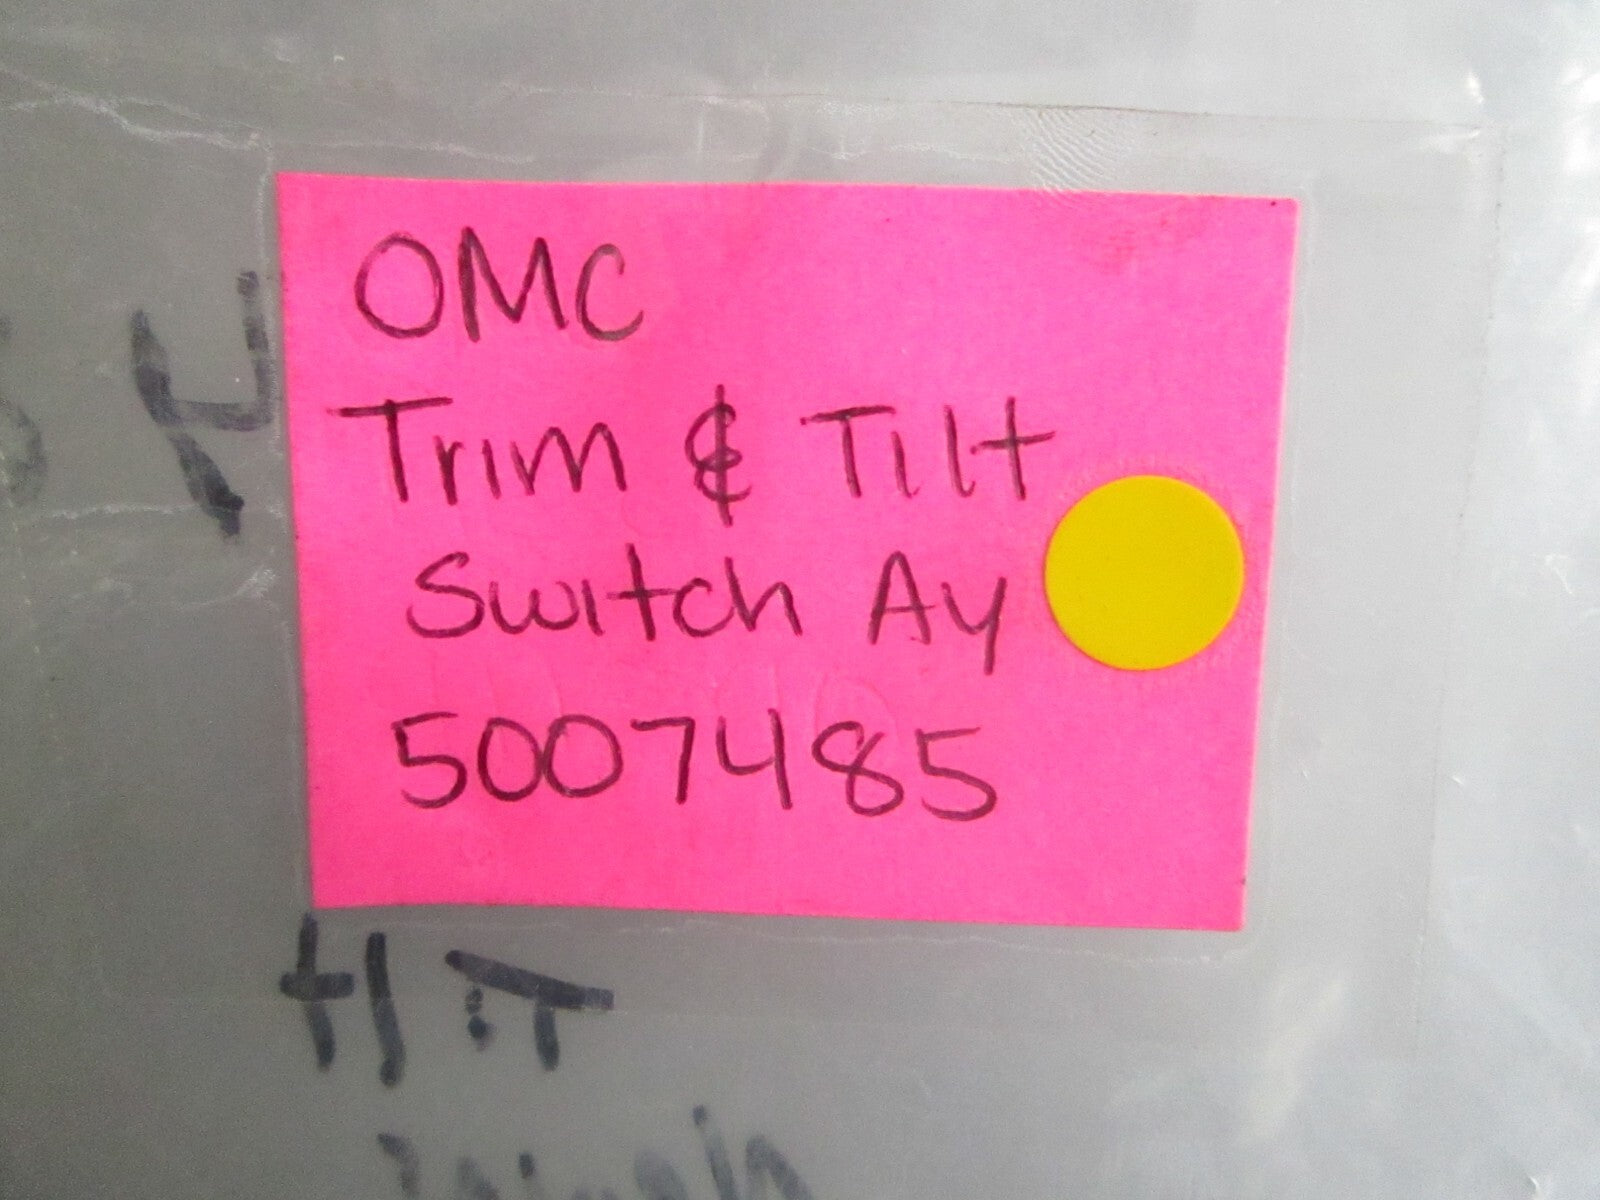 OMC
Trim & Tilt
Switch Ay
5007485